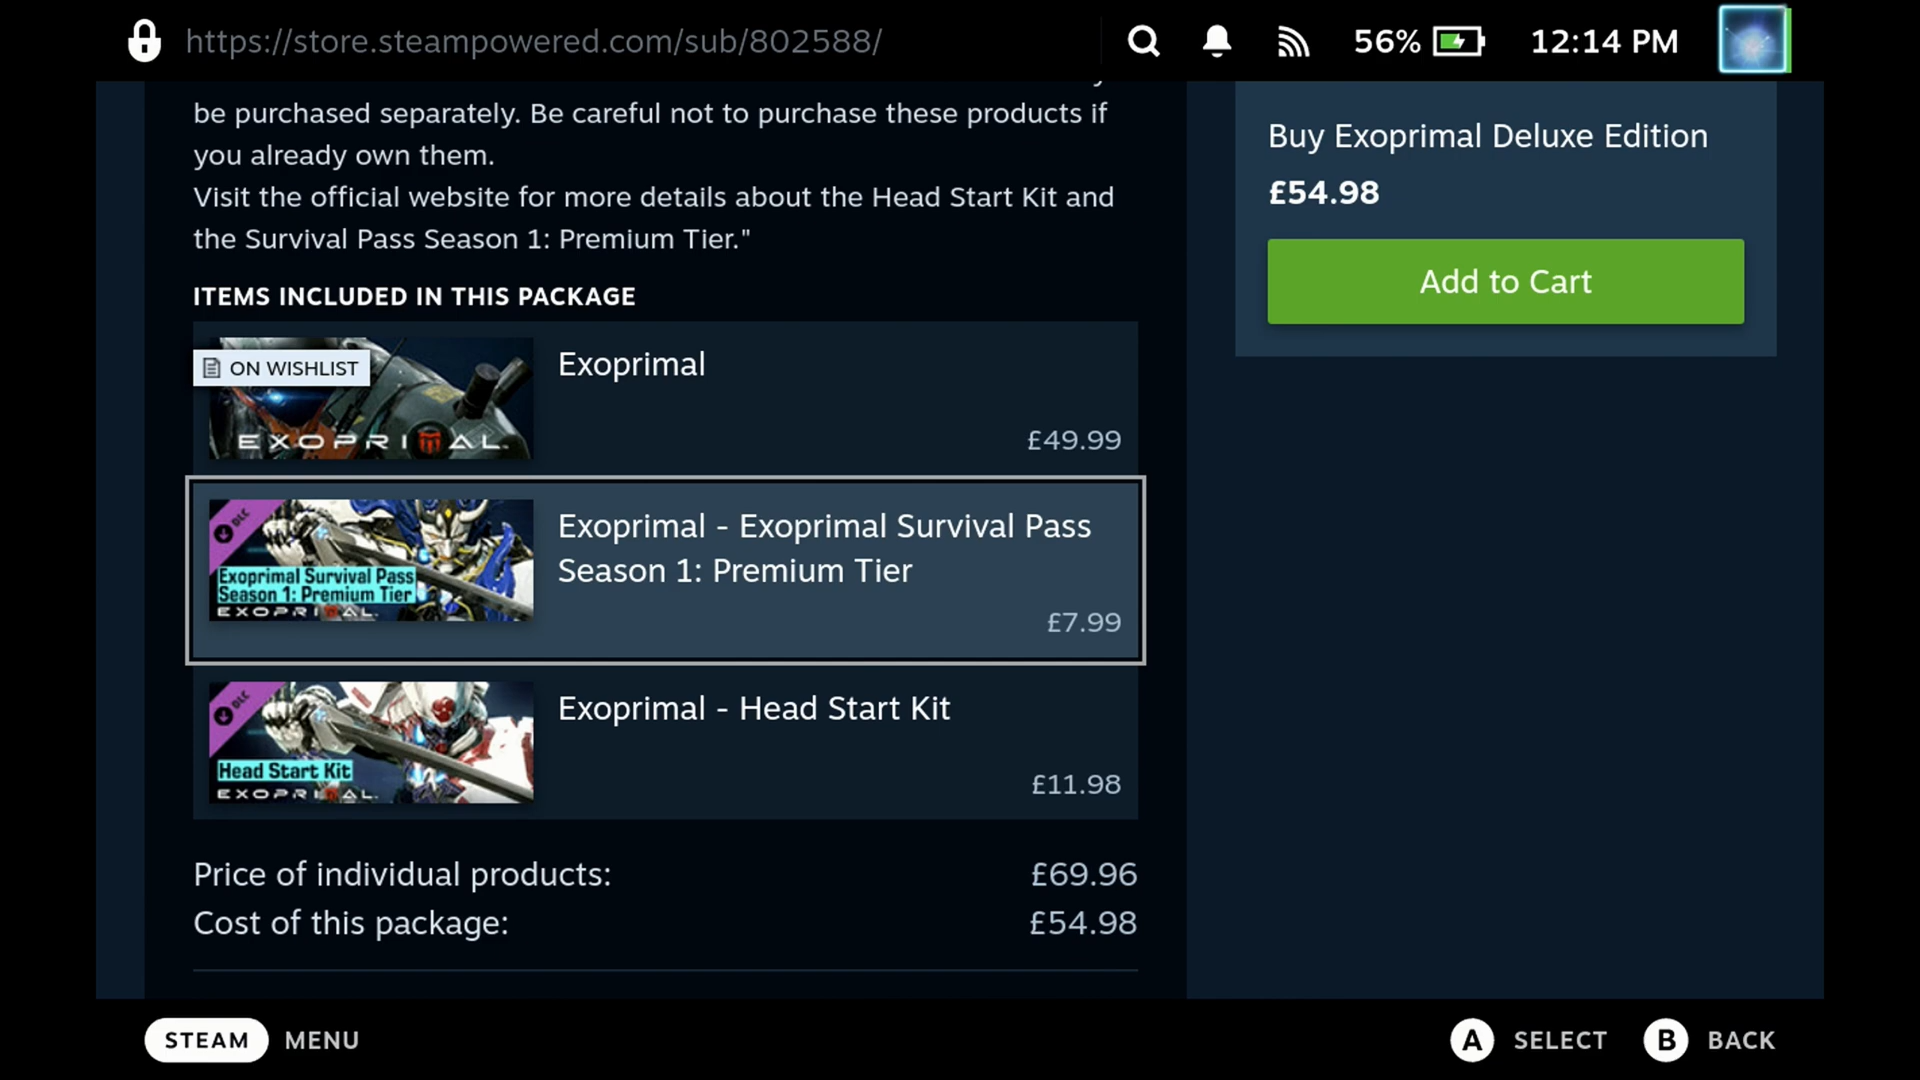 https://store.steampowered.com/sub/802588/
56%
12:14 PM
be purchased separately. Be careful not to purchase these products if
you already own them.
Visit the official website for more details about the Head Start Kit and
the Survival Pass Season 1: Premium Tier."
ITEMS INCLUDED IN THIS PACKAGE
ON WISHLIST
EXOPRIMAL
Exoprimal
£49.99
DLC
Exoprimal Survival Pass
Season 1: Premium Tier
EXOPRIMAL
Exoprimal - Exoprimal Survival Pass
Season 1: Premium Tier
£7.99
DLC
Head Start Kit
EXOPRIMAL
Exoprimal - Head Start Kit
£11.98
Price of individual products: £69.96
Cost of this package: £54.98
Buy Exoprimal Deluxe Edition
£54.98
Add to Cart
STEAM MENU
A SELECT B BACK